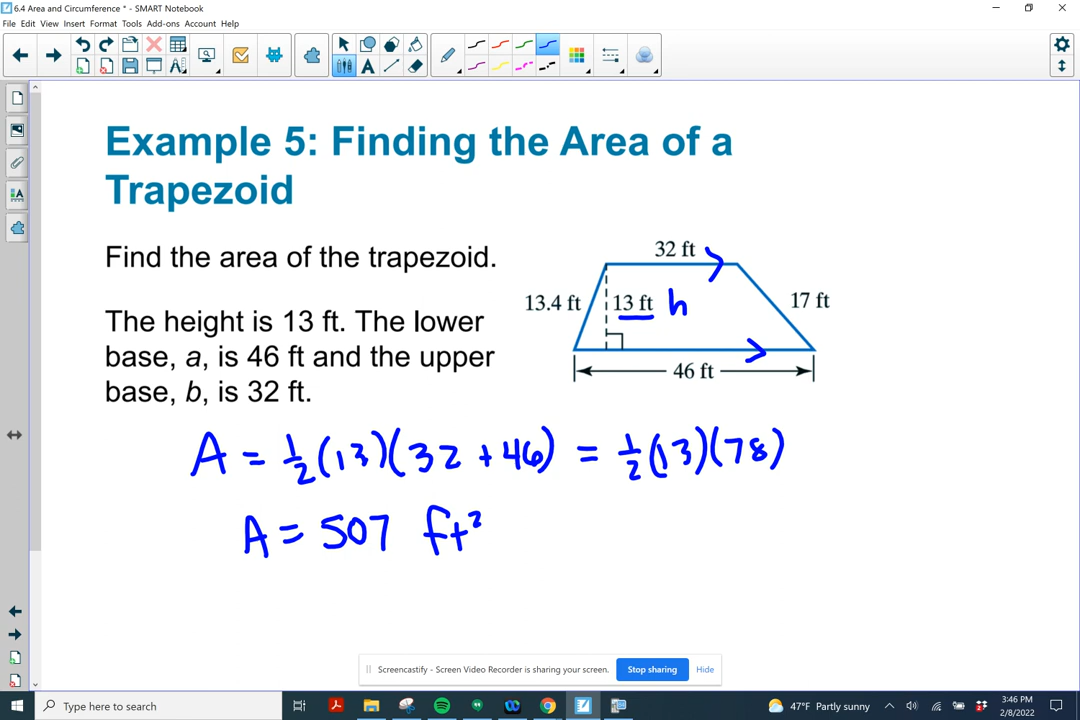 6.4 Area and Circumference * - SMART Notebook
File Edit View Insert Format Tools Add-ons Account Help
Example 5: Finding the Area of a
Trapezoid
Find the area of the trapezoid.
The height is 13 ft. The lower
base, a, is 46 ft and the upper
base, b, is 32 ft.
32 ft
13.4 ft
13 ft h
17 ft
46 ft
A = 1/2 (13)(32 + 46) = 1/2 (13)(78)
A = 507 ft²
Screencastify - Screen Video Recorder is sharing your screen. Stop sharing Hide
Type here to search
47°F Partly sunny
3:46 PM
2/8/2022